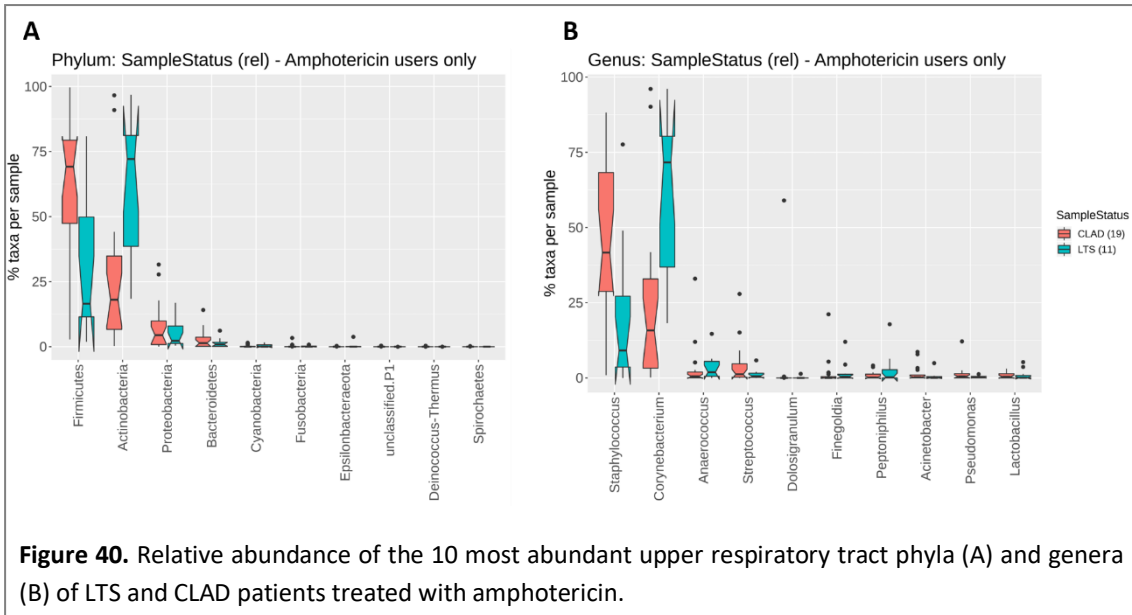 A
Phylum: SampleStatus (rel) - Amphotericin users only
% taxa per sample
100
75
50
25
0
Firmicutes
Actinobacteria
Proteobacteria
Bacteroidetes
Cyanobacteria
Fusobacteria
Epsilonbacteraeota
unclassified.P1
Deinococcus-Thermus
Spirochaetes
B
Genus: SampleStatus (rel) - Amphotericin users only
% taxa per sample
100
75
50
25
0
Staphylococcus
Corynebacterium
Anaerococcus
Streptococcus
Dolosigranulum
Finegoldia
Peptoniphilus
Acinetobacter
Pseudomonas
Lactobacillus
SampleStatus
CLAD (19)
LTS (11)
Figure 40. Relative abundance of the 10 most abundant upper respiratory tract phyla (A) and genera
(B) of LTS and CLAD patients treated with amphotericin.